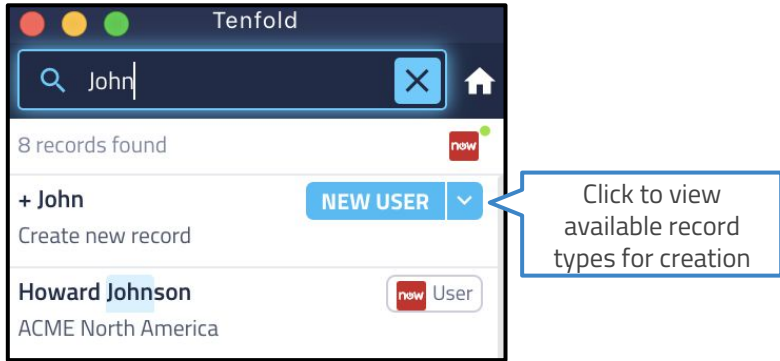 Tenfold
John
8 records found
now
+ John
NEW USER
Create new record
Howard Johnson
now User
ACME North America
Click to view
available record
types for creation